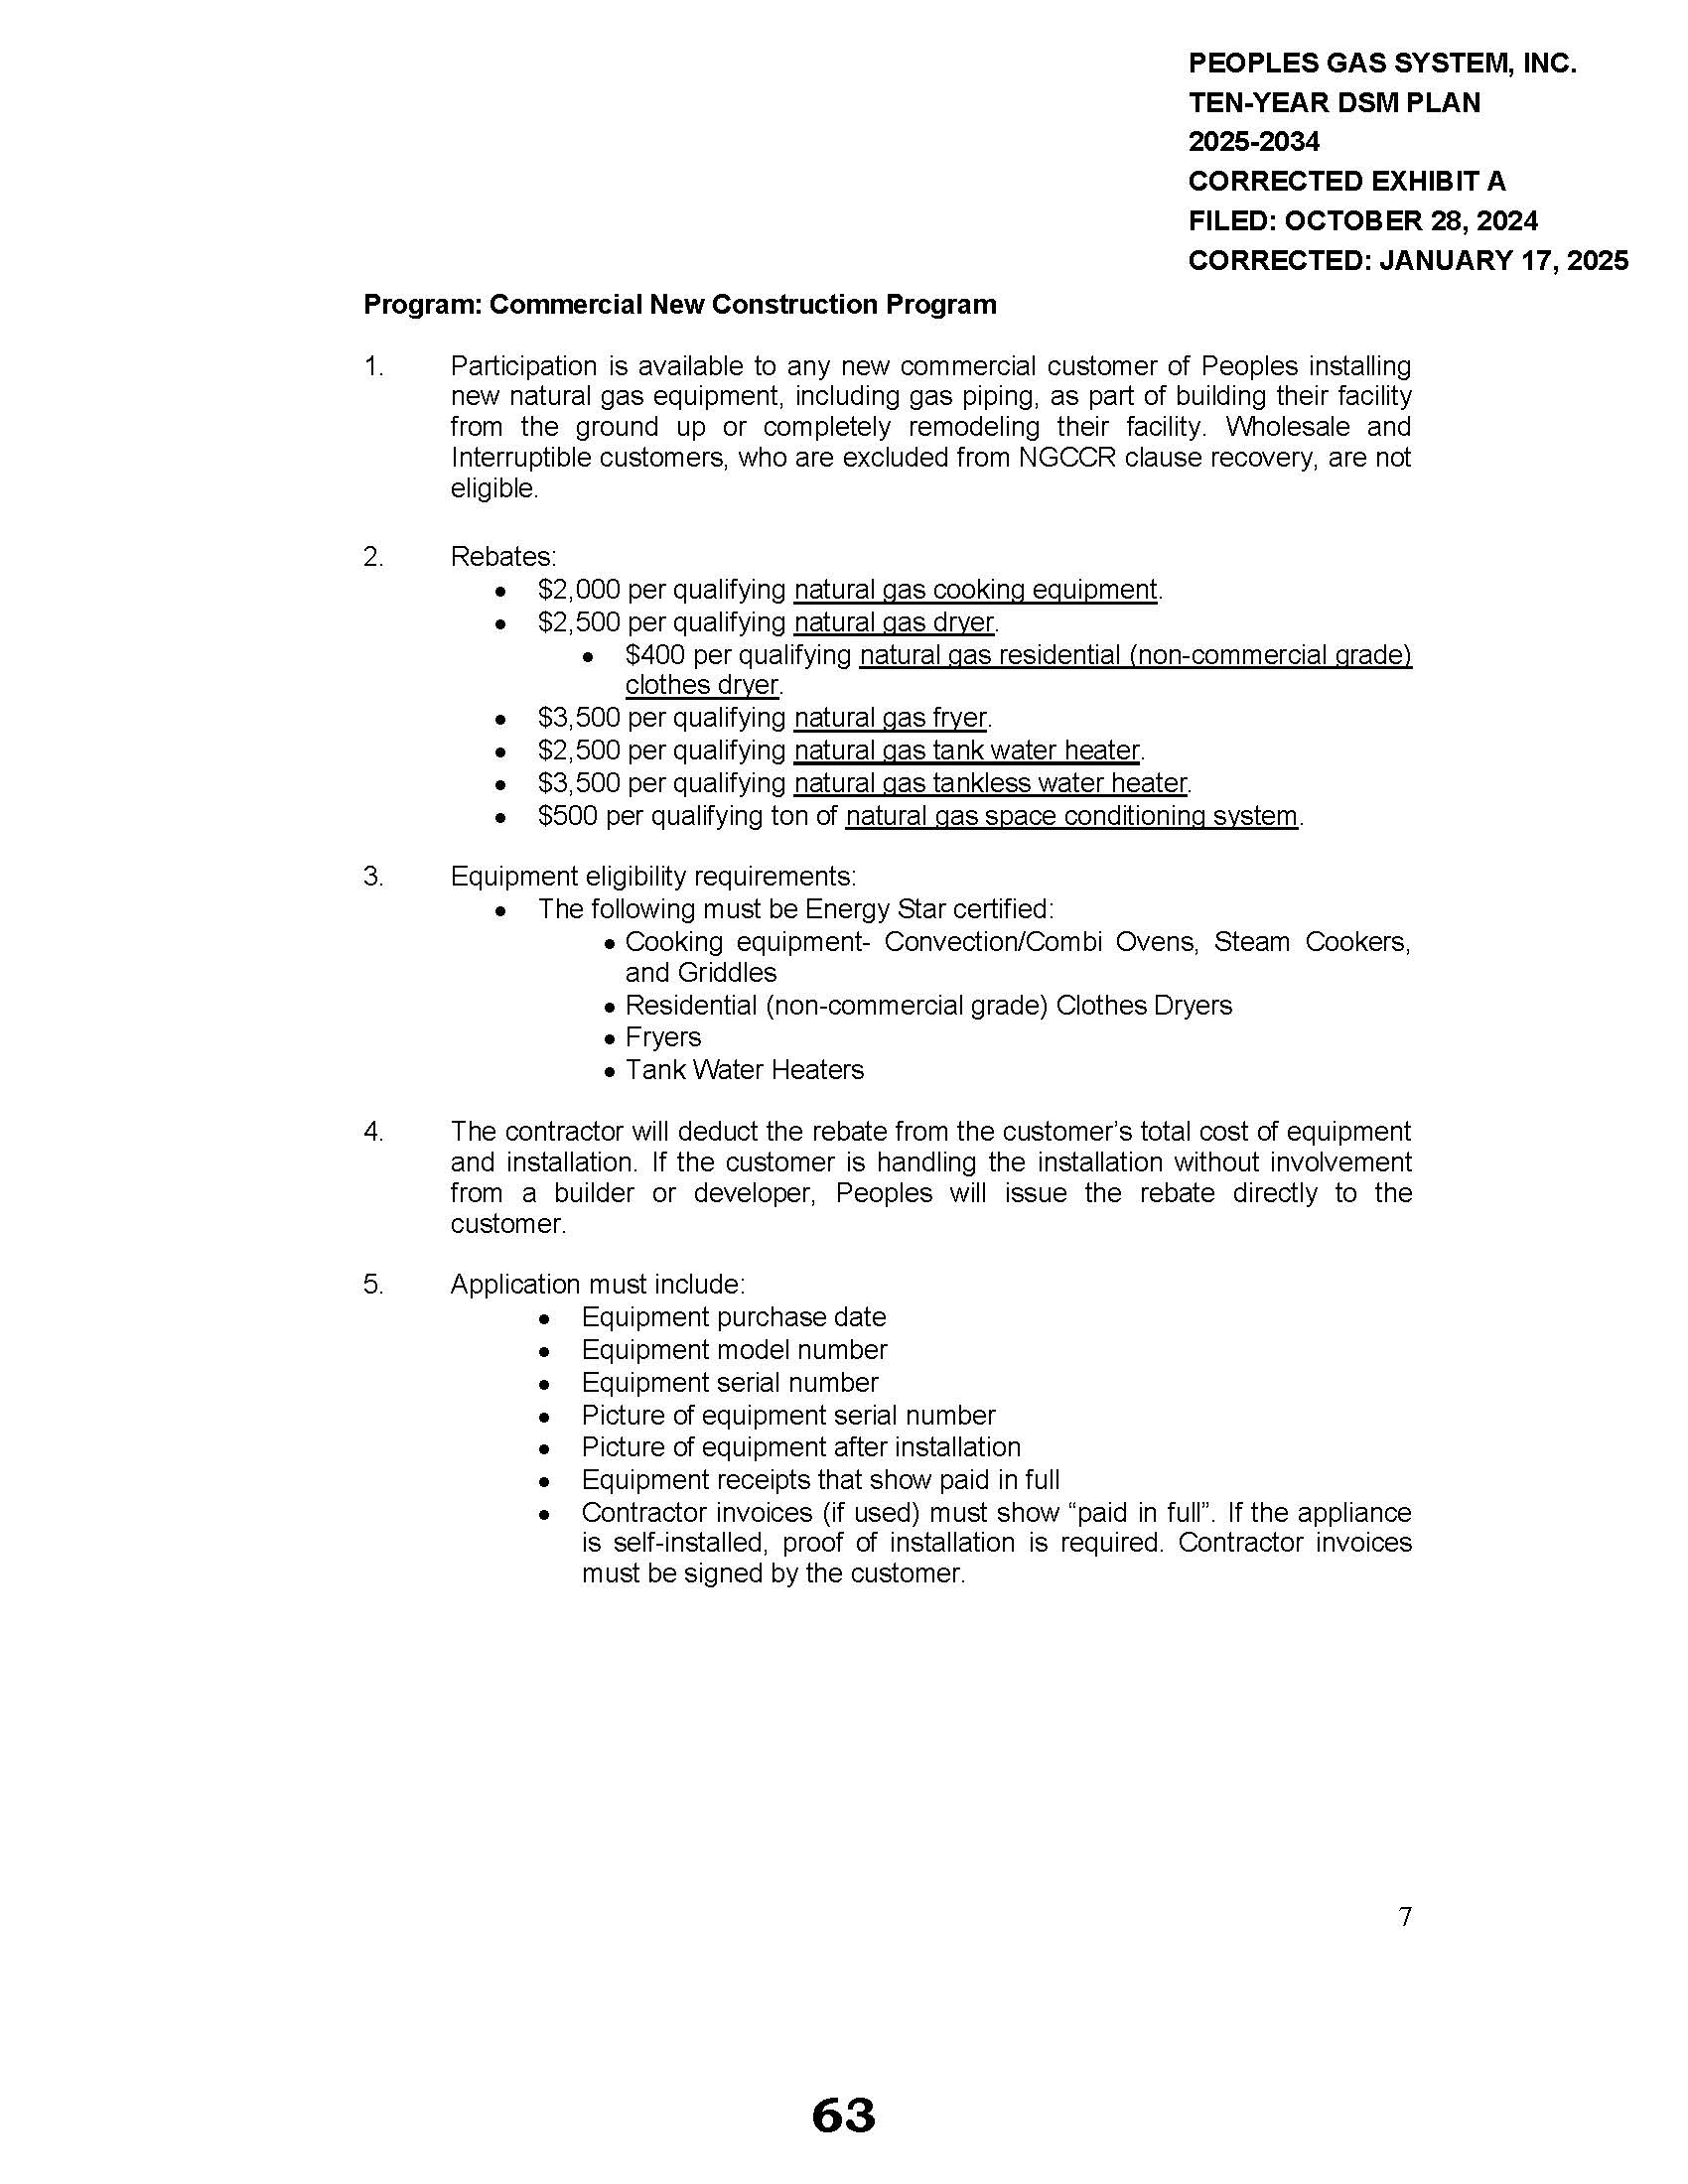 PEOPLES GAS SYSTEM, INC.
TEN-YEAR DSM PLAN
2025-2034
CORRECTED EXHIBIT A
FILED: OCTOBER 28, 2024
CORRECTED: JANUARY 17, 2025
Program: Commercial New Construction Program
1. Participation is available to any new commercial customer of Peoples installing
new natural gas equipment, including gas piping, as part of building their facility
from the ground up or completely remodeling their facility. Wholesale and
Interruptible customers, who are excluded from NGCCR clause recovery, are not
eligible.
2. Rebates:
• $2,000 per qualifying natural gas cooking equipment.
• $2,500 per qualifying natural gas dryer.
• $400 per qualifying natural gas residential (non-commercial grade)
clothes dryer.
• $3,500 per qualifying natural gas fryer.
• $2,500 per qualifying natural gas tank water heater.
• $3,500 per qualifying natural gas tankless water heater.
• $500 per qualifying ton of natural gas space conditioning system.
3. Equipment eligibility requirements:
• The following must be Energy Star certified:
• Cooking equipment- Convection/Combi Ovens, Steam Cookers,
and Griddles
• Residential (non-commercial grade) Clothes Dryers
• Fryers
• Tank Water Heaters
4. The contractor will deduct the rebate from the customer’s total cost of equipment
and installation. If the customer is handling the installation without involvement
from a builder or developer, Peoples will issue the rebate directly to the
customer.
5. Application must include:
• Equipment purchase date
• Equipment model number
• Equipment serial number
• Picture of equipment serial number
• Picture of equipment after installation
• Equipment receipts that show paid in full
• Contractor invoices (if used) must show “paid in full”. If the appliance
is self-installed, proof of installation is required. Contractor invoices
must be signed by the customer.
7
63